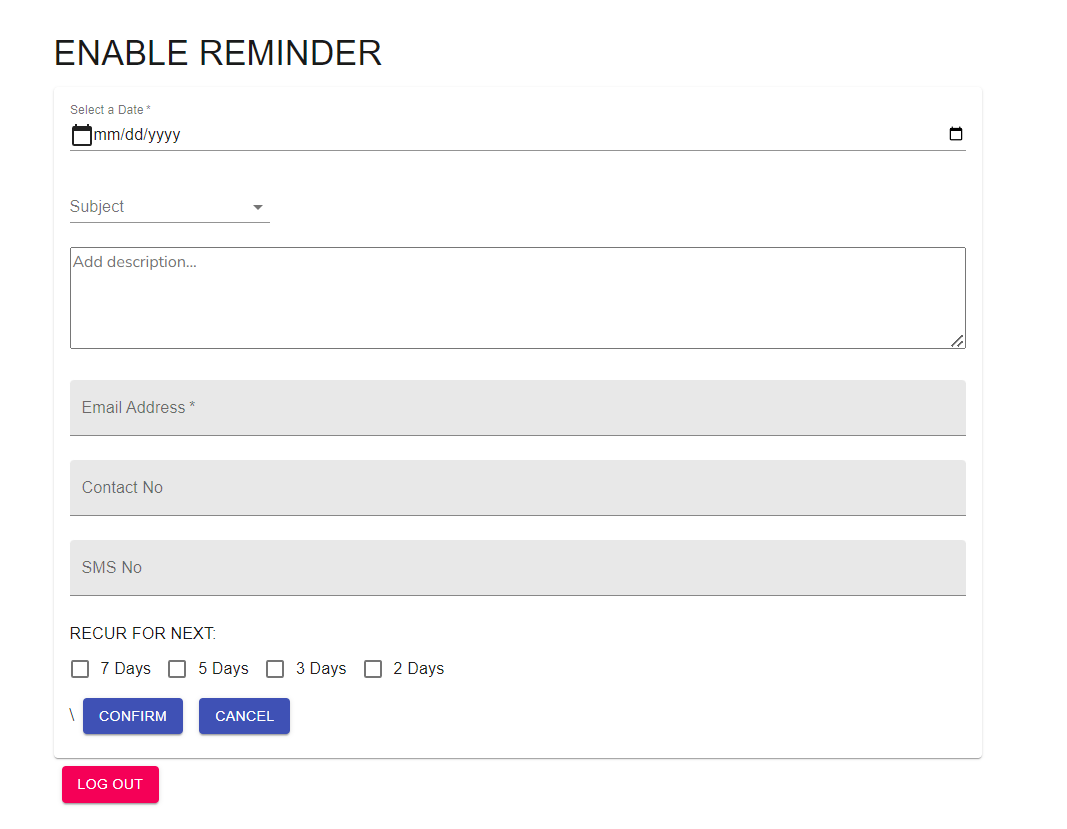 ENABLE REMINDER
Select a Date *
mm/dd/yyyy
Subject
Add description...
Email Address *
Contact No
SMS No
RECUR FOR NEXT:
7 Days 5 Days 3 Days 2 Days
\ CONFIRM CANCEL
LOG OUT